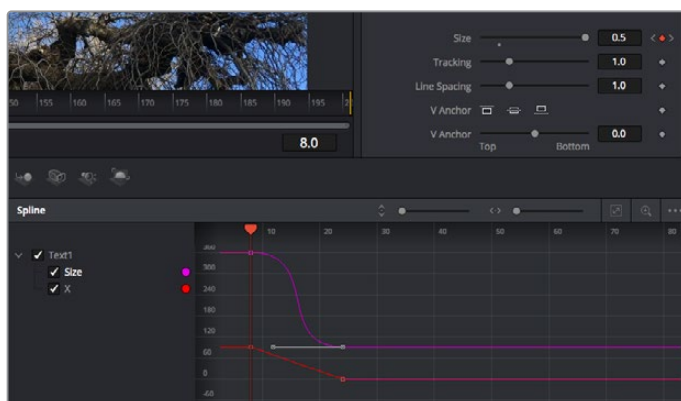 Size 0.5
Tracking 1.0
Line Spacing 1.0
V Anchor
V Anchor 0.0
Top Bottom
50 155 160 165 170 175 180 185 190 195
8.0
Spline
10 20 30 40 50 60 70 80
Text1
Size
X
360
300
240
180
120
60
0
-60